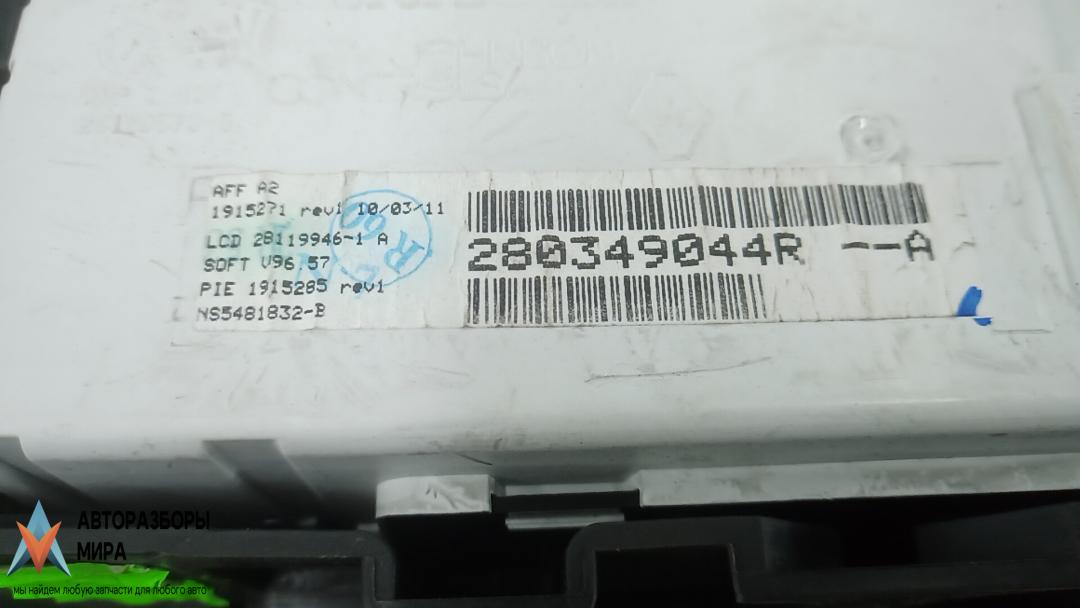 AFF A2
1915271 rev1 10/03/11
LCD 28119946-1 A
SOFT V96.57
PIE 1915285 rev1
NS5481832-B
R 60
280349044R --A
АВТОРАЗБОРЫ
МИРА
мы найдем любую запчасти для любого авто